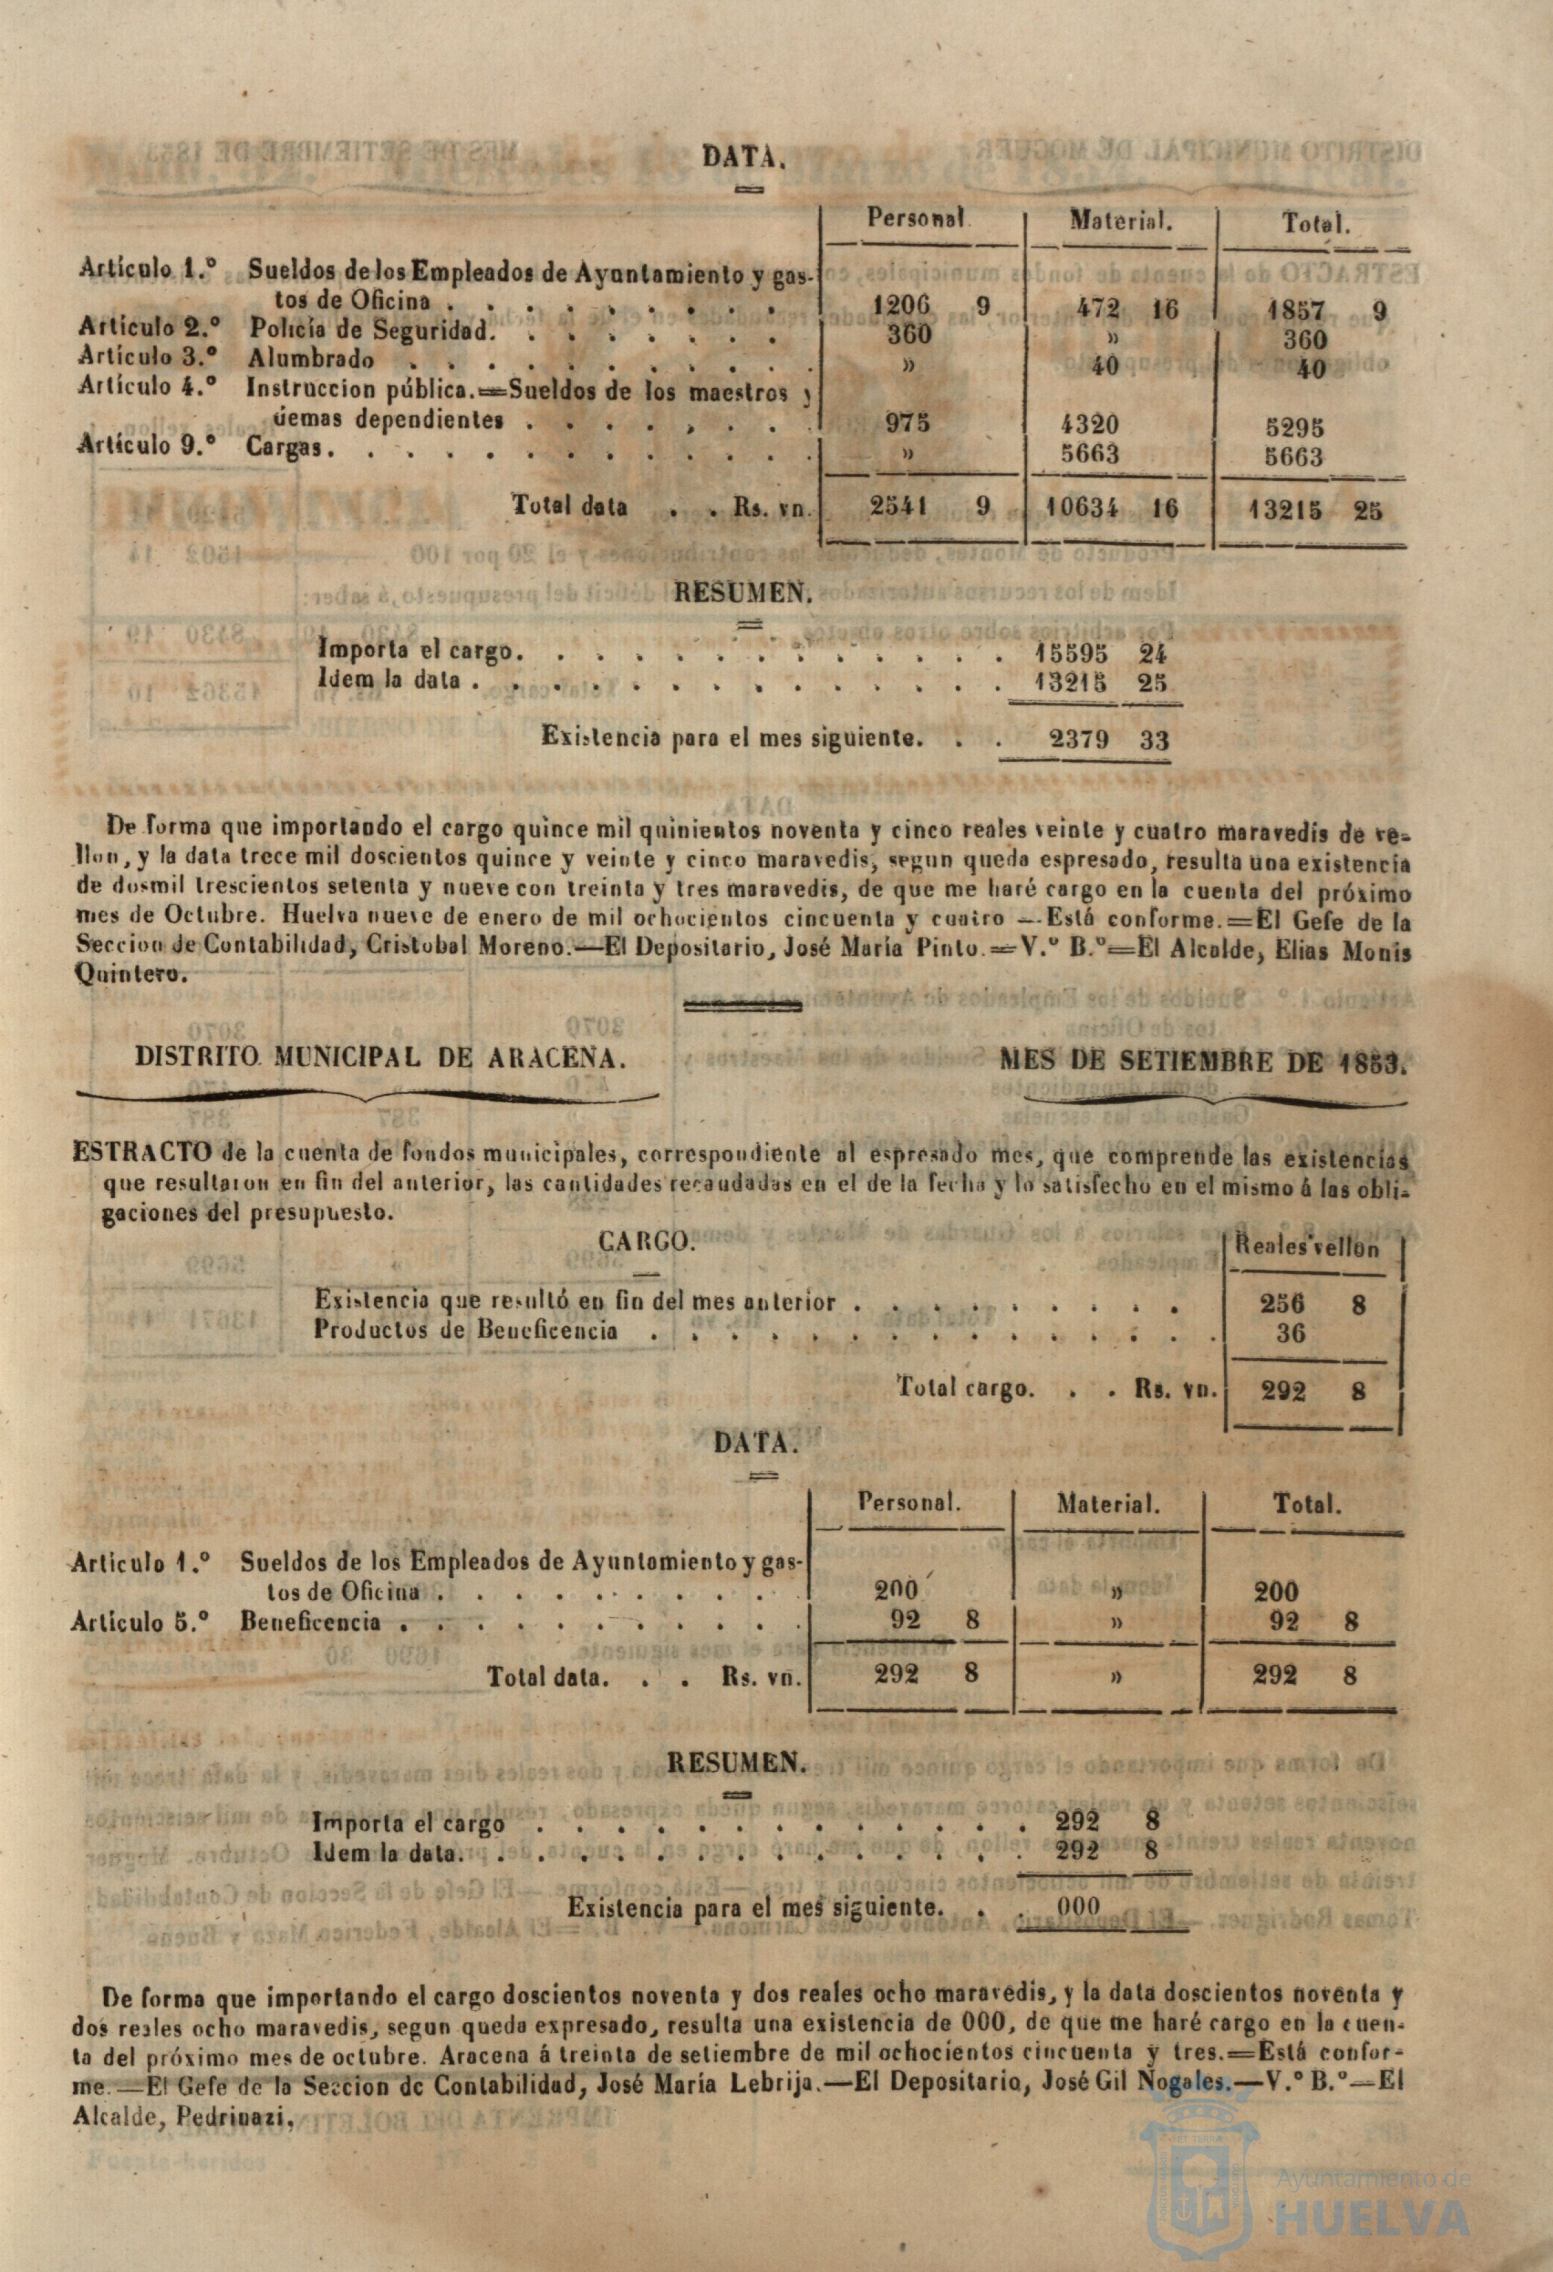 DATA.
Personal. Material. Total.
Artículo 1.º Sueldos de los Empleados de Ayuntamiento y gas-
tos de Oficina . . . . . . . . . 1206 9 472 16 1857 9
Artículo 2.º Policía de Seguridad. . . . . . . . 360 » 360
Artículo 3.º Alumbrado . . . . . . . . . . . » 40 40
Artículo 4.º Instruccion pública.=Sueldos de los maestros y
demas dependientes . . . . . . . . 975 4320 5295
Artículo 9.º Cargas. . . . . . . . . . . . . » 5663 5663
Total data . . Rs. vn. 2541 9 10634 16 13215 25
RESUMEN.
Importa el cargo. . . . . . . . . . . . . 15595 24
Idem la data . . . . . . . . . . . . . . 13215 25
Existencia para el mes siguiente. . . 2379 33
De forma que importando el cargo quince mil quinientos noventa y cinco reales veinte y cuatro maravedís de ve-
llon, y la data trece mil doscientos quince y veinte y cinco maravedis, segun queda espresado, resulta una existencia
de dosmil trescientos setenta y nueve con treinta y tres maravedis, de que me haré cargo en la cuenta del próximo
mes de Octubre. Huelva nueve de enero de mil ochocientos cincuenta y cuatro —Está conforme.=El Gefe de la
Seccion de Contabilidad, Cristobal Moreno.—El Depositario, José María Pinto.=V.º B.º=El Alcalde, Elias Monis
Quintero.
DISTRITO MUNICIPAL DE ARACENA. MES DE SETIEMBRE DE 1853.
ESTRACTO de la cuenta de fondos municipales, correspondiente al espresado mes, que comprende las existencias
que resultaron en fin del anterior, las cantidades recaudadas en el de la fecha y lo satisfecho en el mismo á las obli-
gaciones del presupuesto.
CARGO. Reales vellon
Existencia que resultó en fin del mes anterior . . . . . . . . . 256 8
Productos de Beneficencia . . . . . . . . . . . . . . . 36
Total cargo. . . Rs. vn. 292 8
DATA.
Personal. Material. Total.
Artículo 1.º Sueldos de los Empleados de Ayuntamiento y gas-
tos de Oficina . . . . . . . . . 200 » 200
Artículo 5.º Beneficencia . . . . . . . . . . . 92 8 » 92 8
Total data. . . Rs. vn. 292 8 » 292 8
RESUMEN.
Importa el cargo . . . . . . . . . . . . . 292 8
Idem la data. . . . . . . . . . . . . . . 292 8
Existencia para el mes siguiente. . . 000
De forma que importando el cargo doscientos noventa y dos reales ocho maravedis, y la data doscientos noventa y
dos reales ocho maravedis, segun queda expresado, resulta una existencia de 000, de que me haré cargo en la cuen-
ta del próximo mes de octubre. Aracena á treinta de setiembre de mil ochocientos cincuenta y tres.=Está confor-
me.—El Gefe de la Seccion de Contabilidad, José María Lebrija.—El Depositario, José Gil Nogales.—V.º B.º—El
Alcalde, Pedrinazi.
Ayuntamiento de
HUELVA